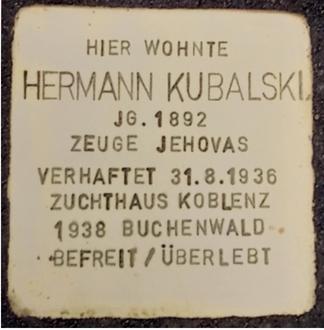 HIER WOHNTE
HERMANN KUBALSKI
JG. 1892
ZEUGE JEHOVAS
VERHAFTET 31.8.1936
ZUCHTHAUS KOBLENZ
1938 BUCHENWALD
BEFREIT / ÜBERLEBT